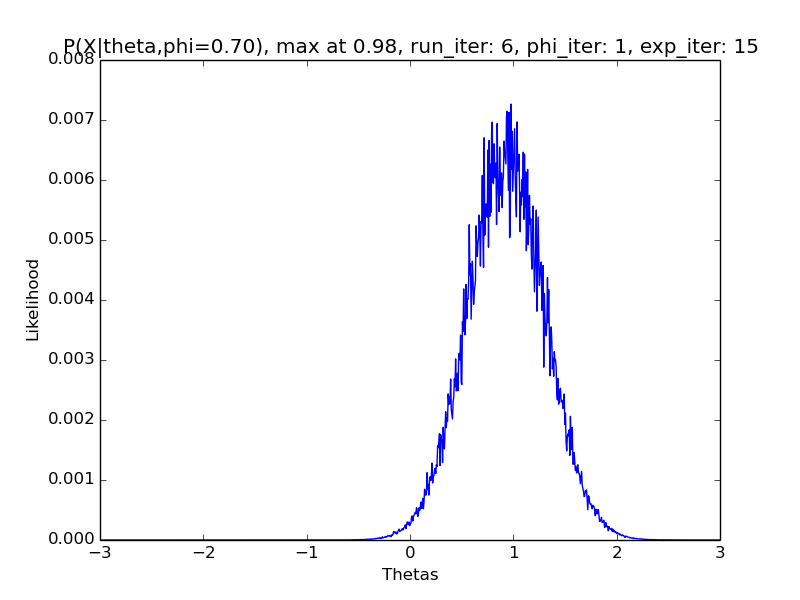 P(X|theta,phi=0.70), max at 0.98, run_iter: 6, phi_iter: 1, exp_iter: 15
0.008
0.007
0.006
0.005
0.004
0.003
0.002
0.001
0.000
Likelihood
−3 −2 −1 0 1 2 3
Thetas